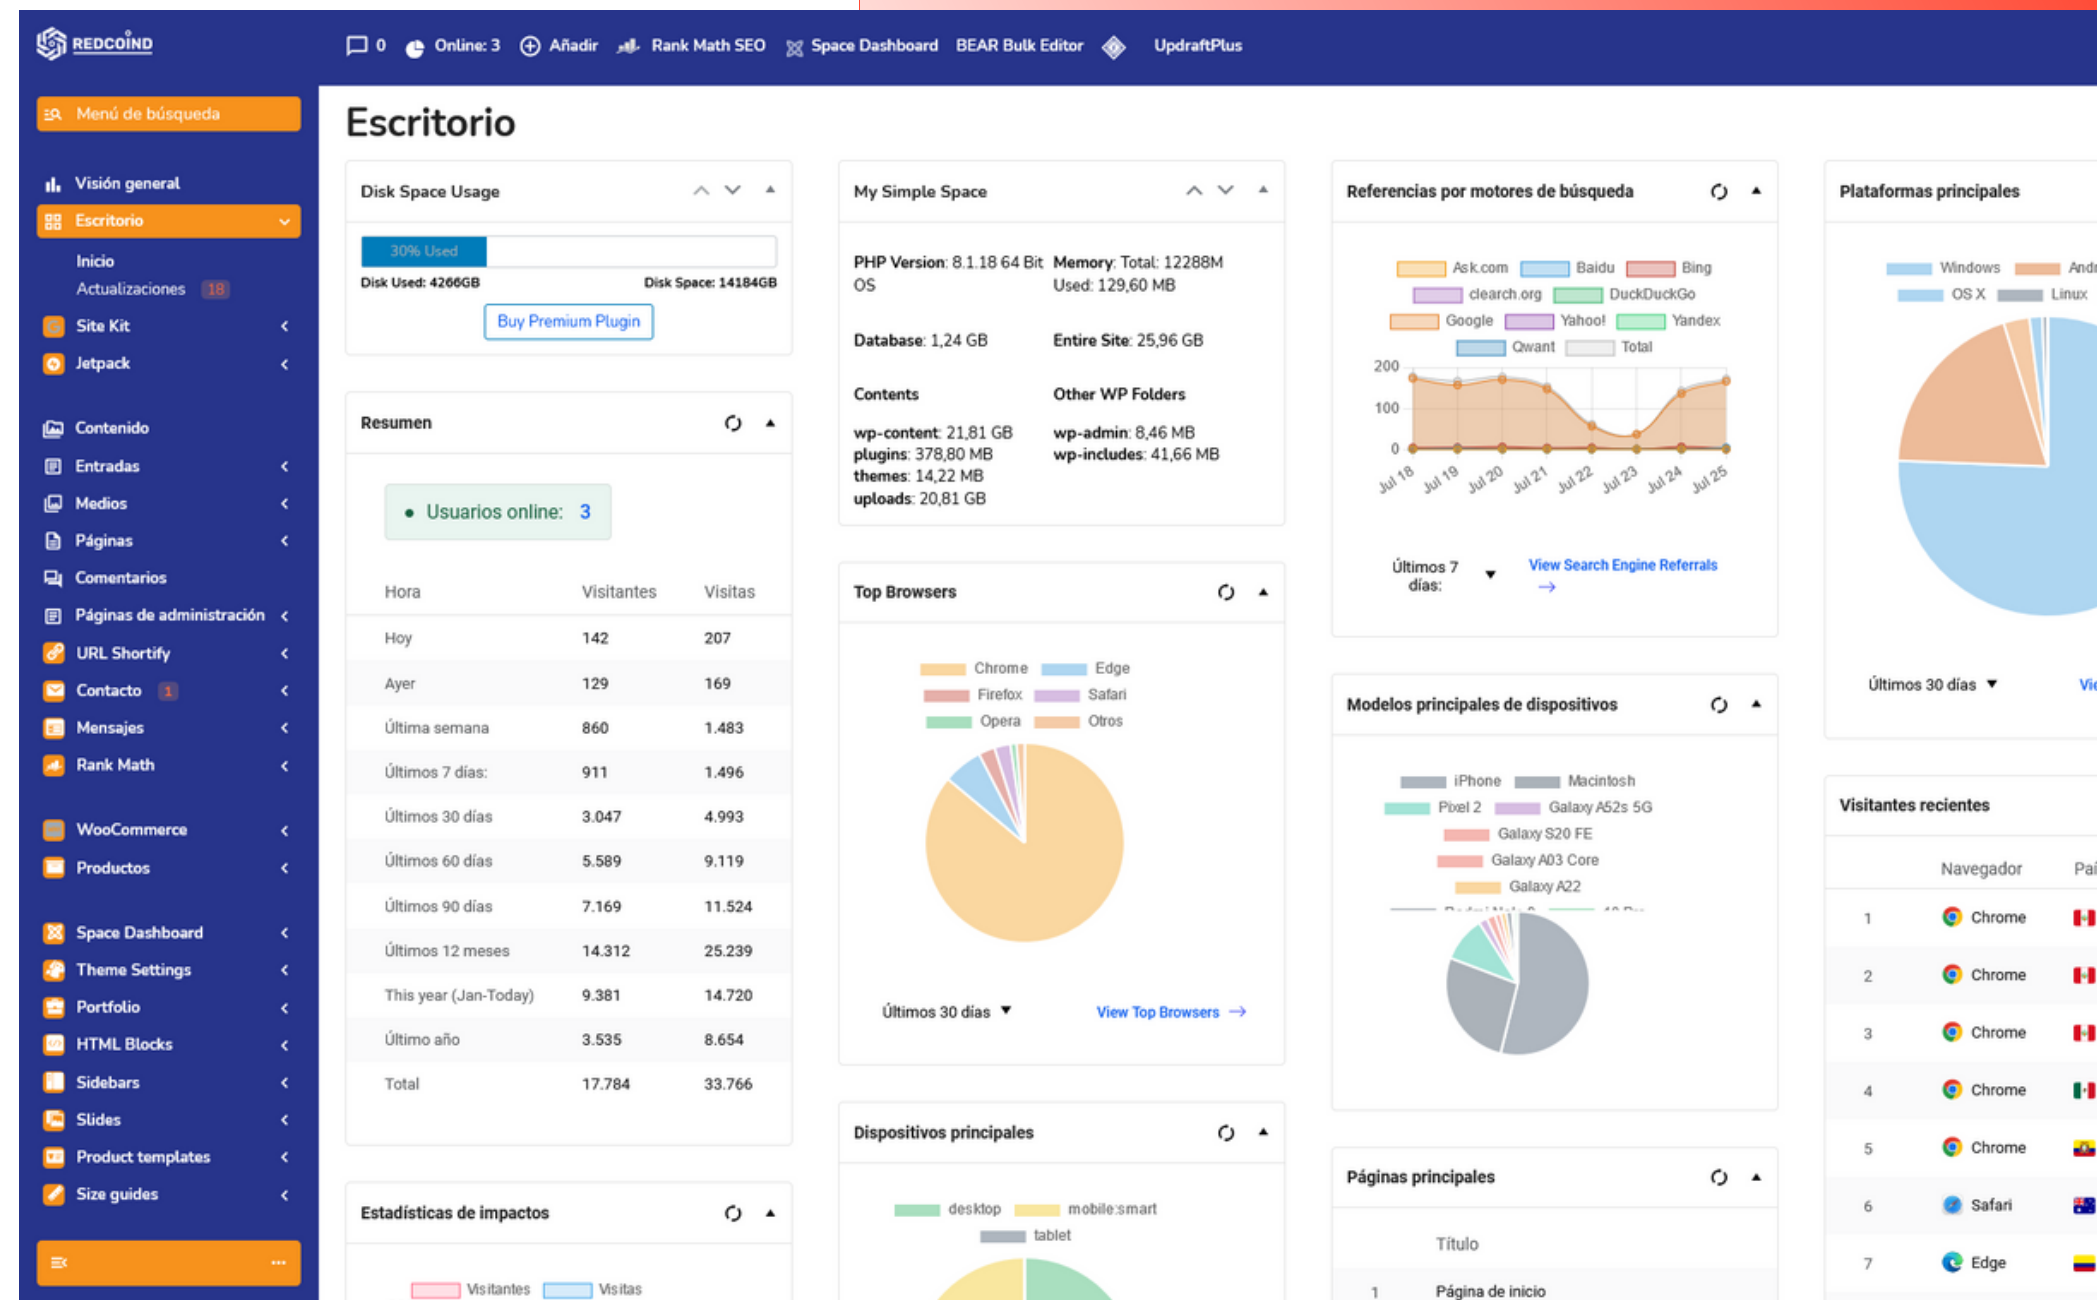 REDCOIND
0 Online: 3 Añadir Rank Math SEO Space Dashboard BEAR Bulk Editor UpdraftPlus
Menú de búsqueda
Visión general
Escritorio
Inicio
Actualizaciones 18
Site Kit
Jetpack
Contenido
Entradas
Medios
Páginas
Comentarios
Páginas de administración
URL Shortify
Contacto 1
Mensajes
Rank Math
WooCommerce
Productos
Space Dashboard
Theme Settings
Portfolio
HTML Blocks
Sidebars
Slides
Product templates
Size guides
Escritorio
Disk Space Usage
30% Used
Disk Used: 4266GB Disk Space: 14184GB
Buy Premium Plugin
Resumen
Usuarios online: 3
Hora Visitantes Visitas
Hoy 142 207
Ayer 129 169
Última semana 860 1.483
Últimos 7 días: 911 1.496
Últimos 30 días 3.047 4.993
Últimos 60 días 5.589 9.119
Últimos 90 días 7.169 11.524
Últimos 12 meses 14.312 25.239
This year (Jan-Today) 9.381 14.720
Último año 3.535 8.654
Total 17.784 33.766
Estadísticas de impactos
Visitantes Visitas
My Simple Space
PHP Version: 8.1.18 64 Bit Memory: Total: 12288M
OS Used: 129,60 MB
Database: 1,24 GB Entire Site: 25,96 GB
Contents Other WP Folders
wp-content: 21,81 GB wp-admin: 8,46 MB
plugins: 378,80 MB wp-includes: 41,66 MB
themes: 14,22 MB
uploads: 20,81 GB
Top Browsers
Chrome Edge
Firefox Safari
Opera Otros
Últimos 30 días View Top Browsers →
Dispositivos principales
desktop mobile:smart
tablet
Referencias por motores de búsqueda
Ask.com Baidu Bing
clearch.org DuckDuckGo
Google Yahoo! Yandex
Qwant Total
200
100
0
Jul 18 Jul 19 Jul 20 Jul 21 Jul 22 Jul 23 Jul 24 Jul 25
Últimos 7 View Search Engine Referrals
días: →
Modelos principales de dispositivos
iPhone Macintosh
Pixel 2 Galaxy A52s 5G
Galaxy S20 FE
Galaxy A03 Core
Galaxy A22
Páginas principales
Título
1 Página de inicio
Plataformas principales
Windows Andr
OS X Linux
Últimos 30 días Vie
Visitantes recientes
Navegador Paí
1 Chrome
2 Chrome
3 Chrome
4 Chrome
5 Chrome
6 Safari
7 Edge